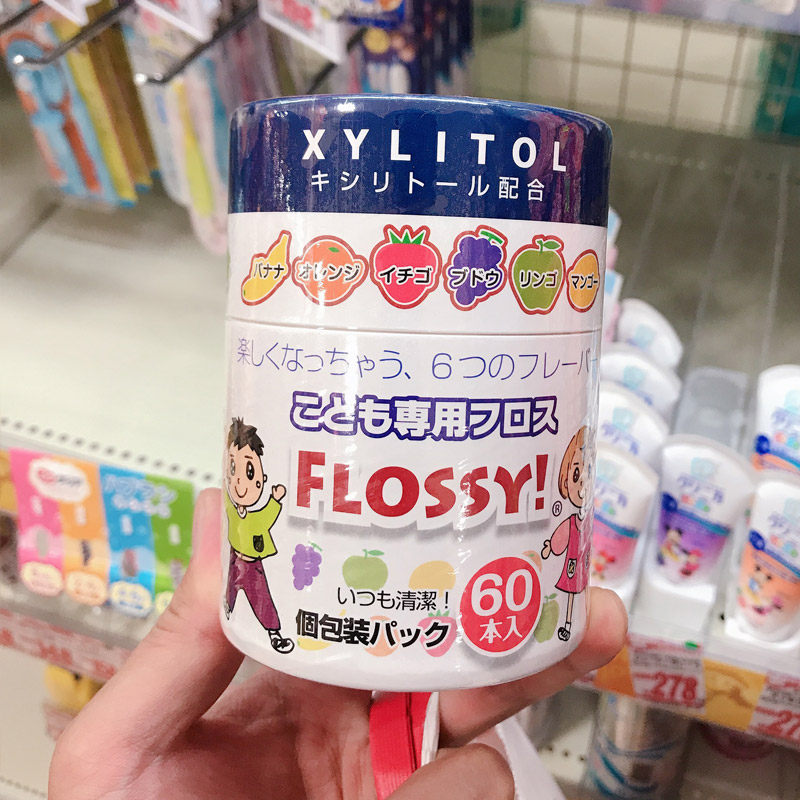 XYLITOL
キシリトール配合
バナナ オレンジ イチゴ ブドウ リンゴ マンゴー
楽しくなっちゃう、6つのフレーバー
こども専用フロス
FLOSSY!®
いつも清潔!
個包装パック
60
本入
278